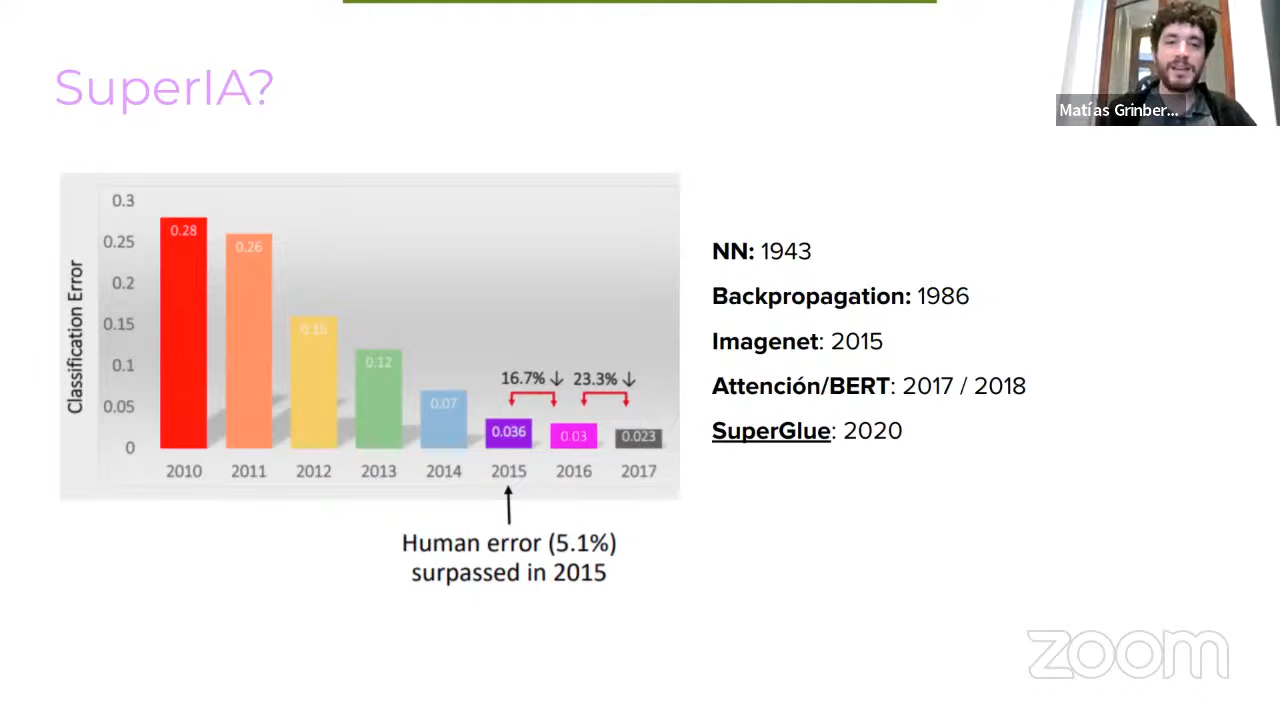 SuperIA?
Matías Grinber...
0.3
0.25
0.2
0.15
0.1
0.05
0
Classification Error
0.28
0.26
0.16
0.12
0.07
0.036
0.03
0.023
16.7% ↓ 23.3% ↓
2010 2011 2012 2013 2014 2015 2016 2017
Human error (5.1%)
surpassed in 2015
NN: 1943
Backpropagation: 1986
Imagenet: 2015
Attención/BERT: 2017 / 2018
SuperGlue: 2020
zoom